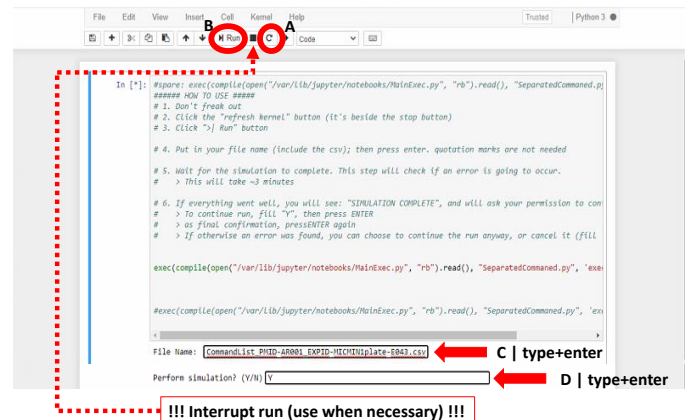 File Edit View Insert Cell Kernel Help Trusted Python 3
B A
Run Code
In [*]: #spare: exec(compile(open("/var/lib/jupyter/notebooks/MainExec.py", "rb").read(), "SeparatedCommaned.py
###### HOW TO USE #####
# 1. Don't freak out
# 2. Click the "refresh kernel" button (it's beside the stop button)
# 3. Click ">| Run" button
# 4. Put in your file name (include the csv); then press enter. quotation marks are not needed
# 5. Wait for the simulation to complete. This step will check if an error is going to occur.
# > This will take ~3 minutes
# 6. If everything went well, you will see: "SIMULATION COMPLETE", and will ask your permission to con
# > To continue run, fill "Y", then press ENTER
# > as final confirmation, pressENTER again
# > If otherwise an error was found, you can choose to continue the run anyway, or cancel it (fill
exec(compile(open("/var/lib/jupyter/notebooks/MainExec.py", "rb").read(), "SeparatedCommaned.py", 'exe
#exec(compile(open("/var/lib/jupyter/notebooks/MainExec.py", "rb").read(), "SeparatedCommaned.py", 'ex
File Name: CommandList_PMID-AR001_EXPID-MICMIN1plate-E043.csv C | type+enter
Perform simulation? (Y/N) Y D | type+enter
!!! Interrupt run (use when necessary) !!!